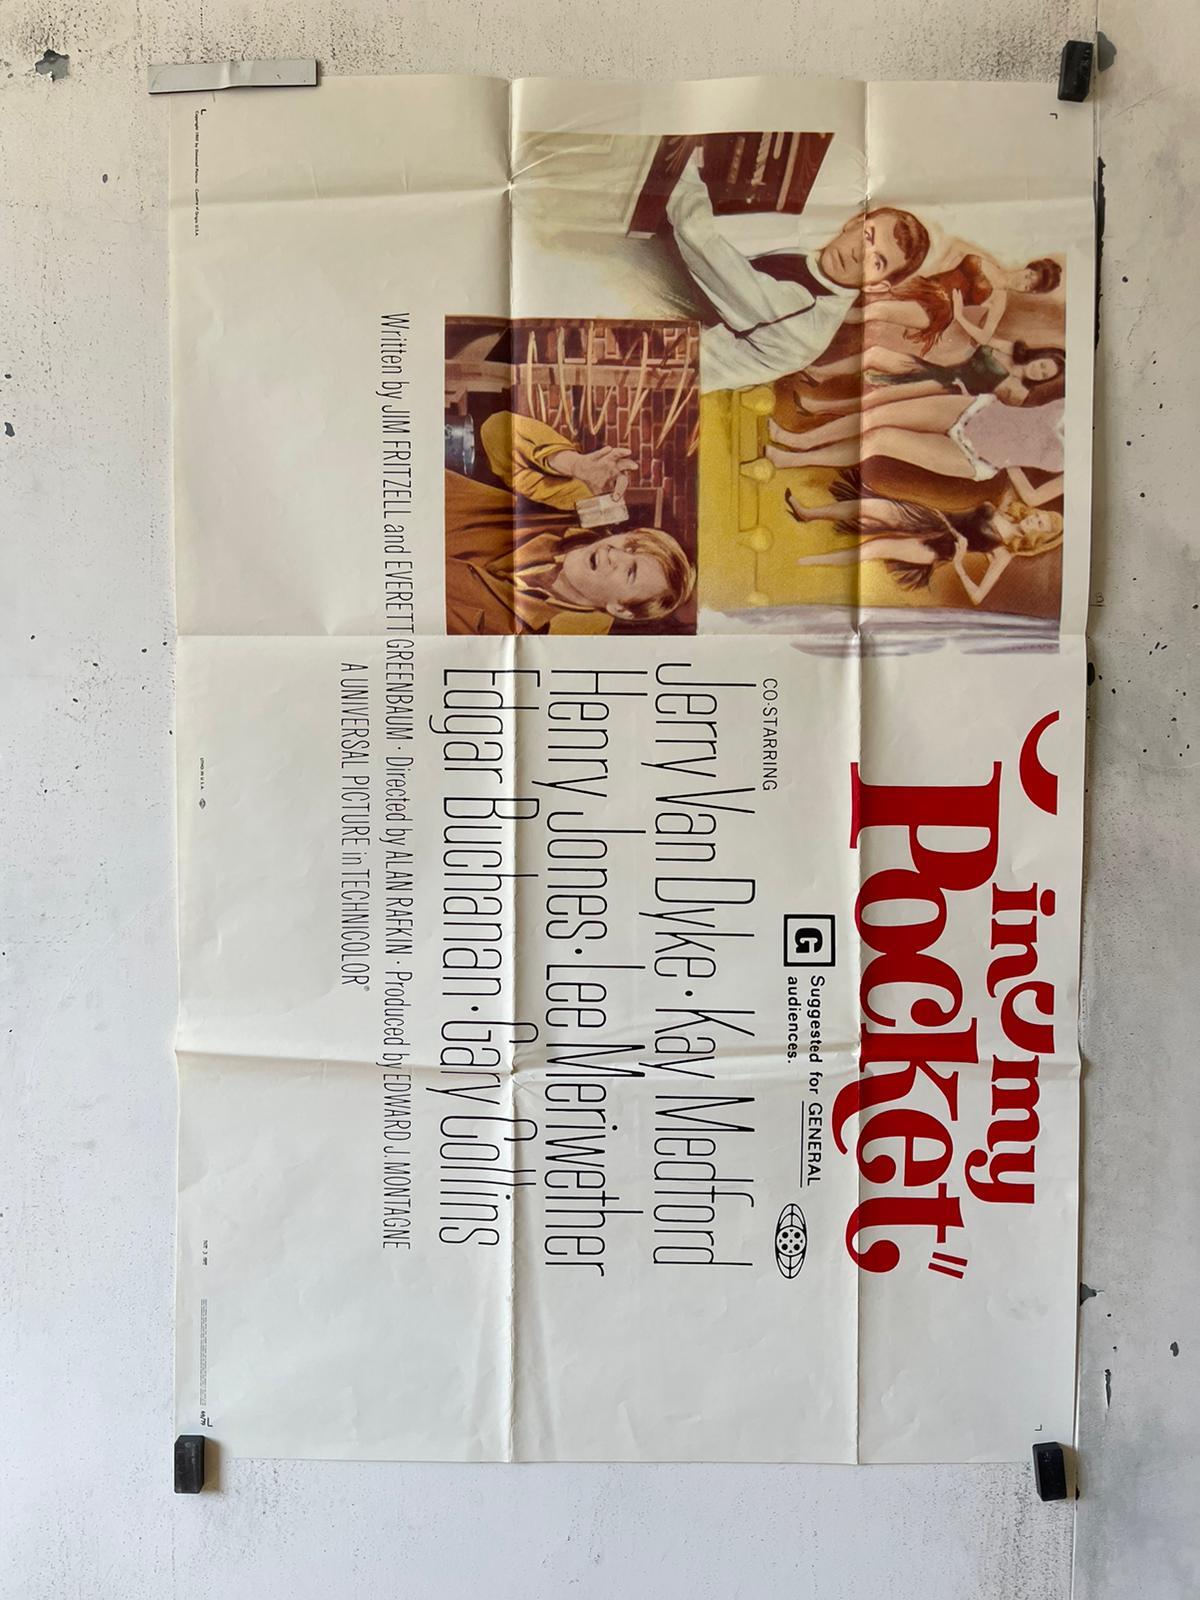 in my
Pocket"
G
Suggested for GENERAL
audiences.
CO-STARRING
Jerry Van Dyke · Kay Medford
Henry Jones · Lee Meriwether
Edgar Buchanan · Gary Collins
Written by JIM FRITZELL and EVERETT GREENBAUM · Directed by ALAN RAFKIN · Produced by EDWARD J. MONTAGNE
A UNIVERSAL PICTURE in TECHNICOLOR®